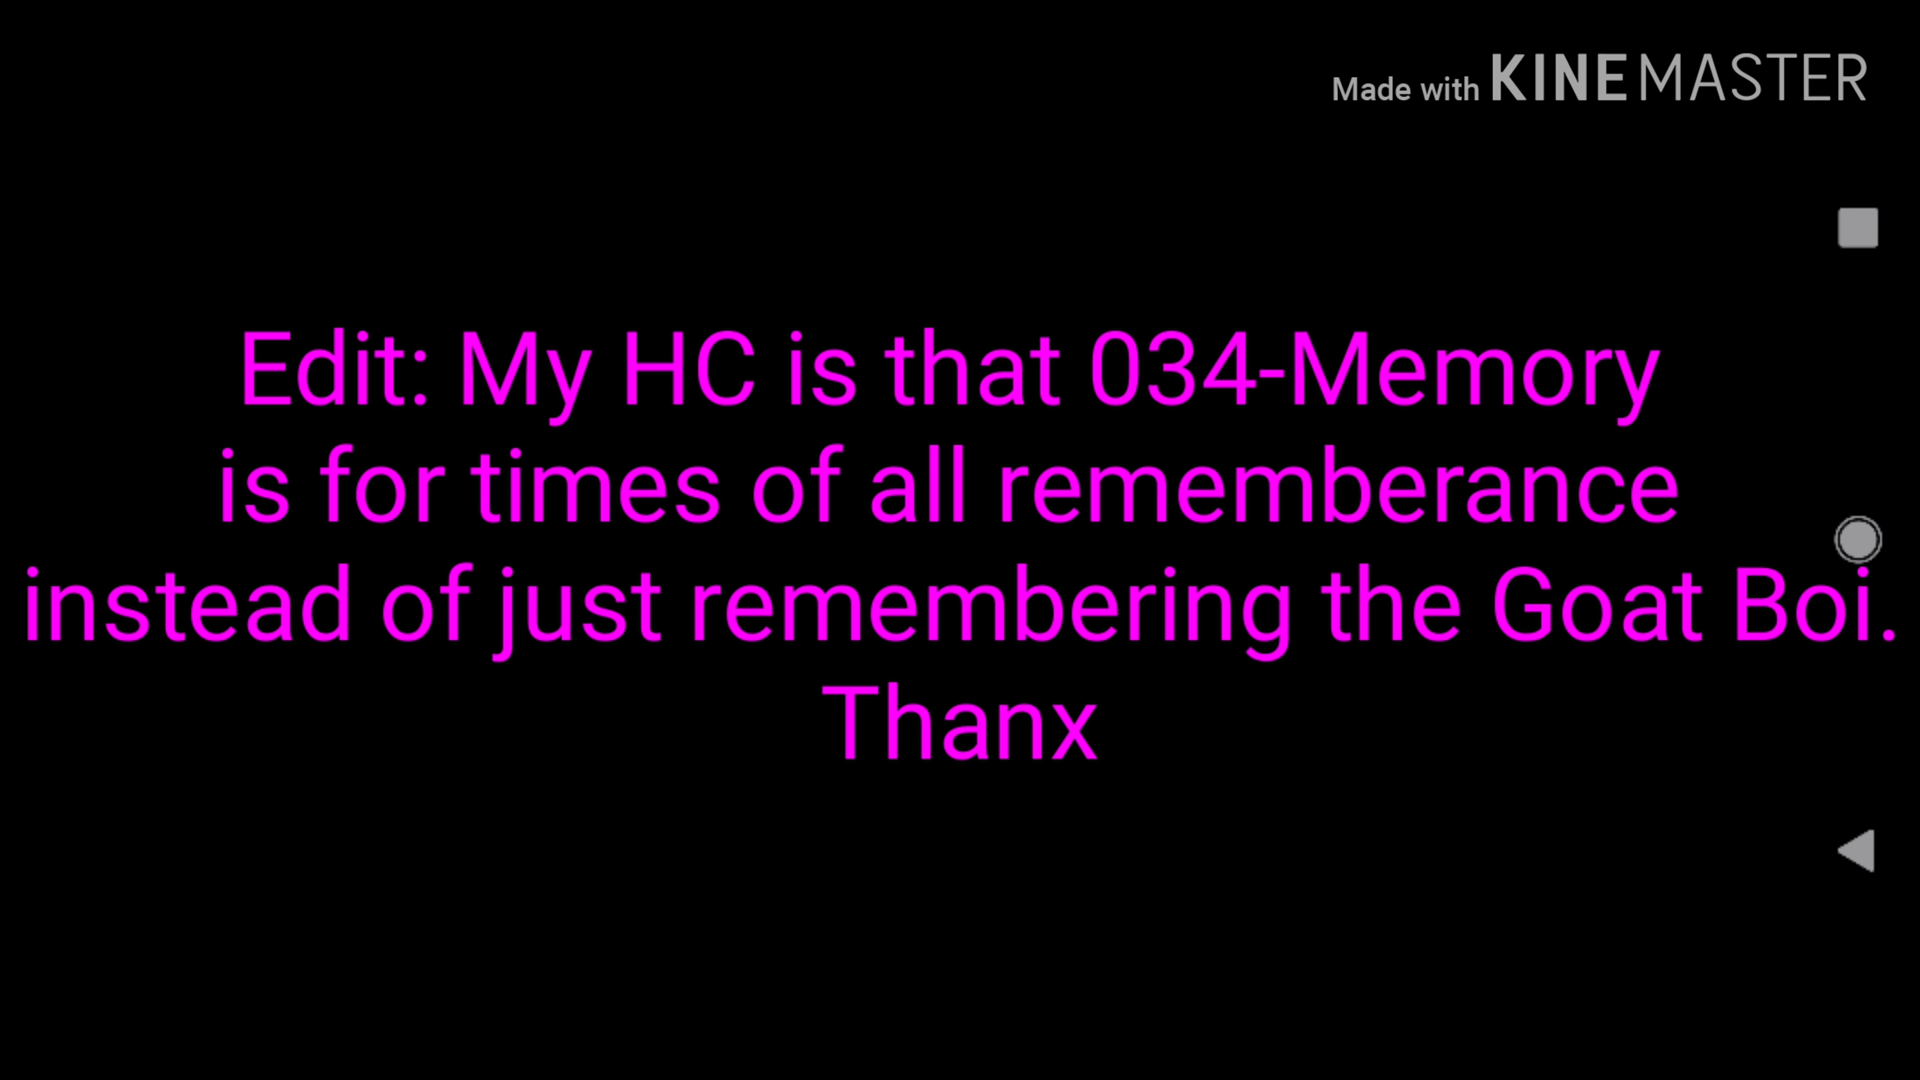 Made with KINEMASTER
Edit: My HC is that 034-Memory
is for times of all rememberance
instead of just remembering the Goat Boi.
Thanx